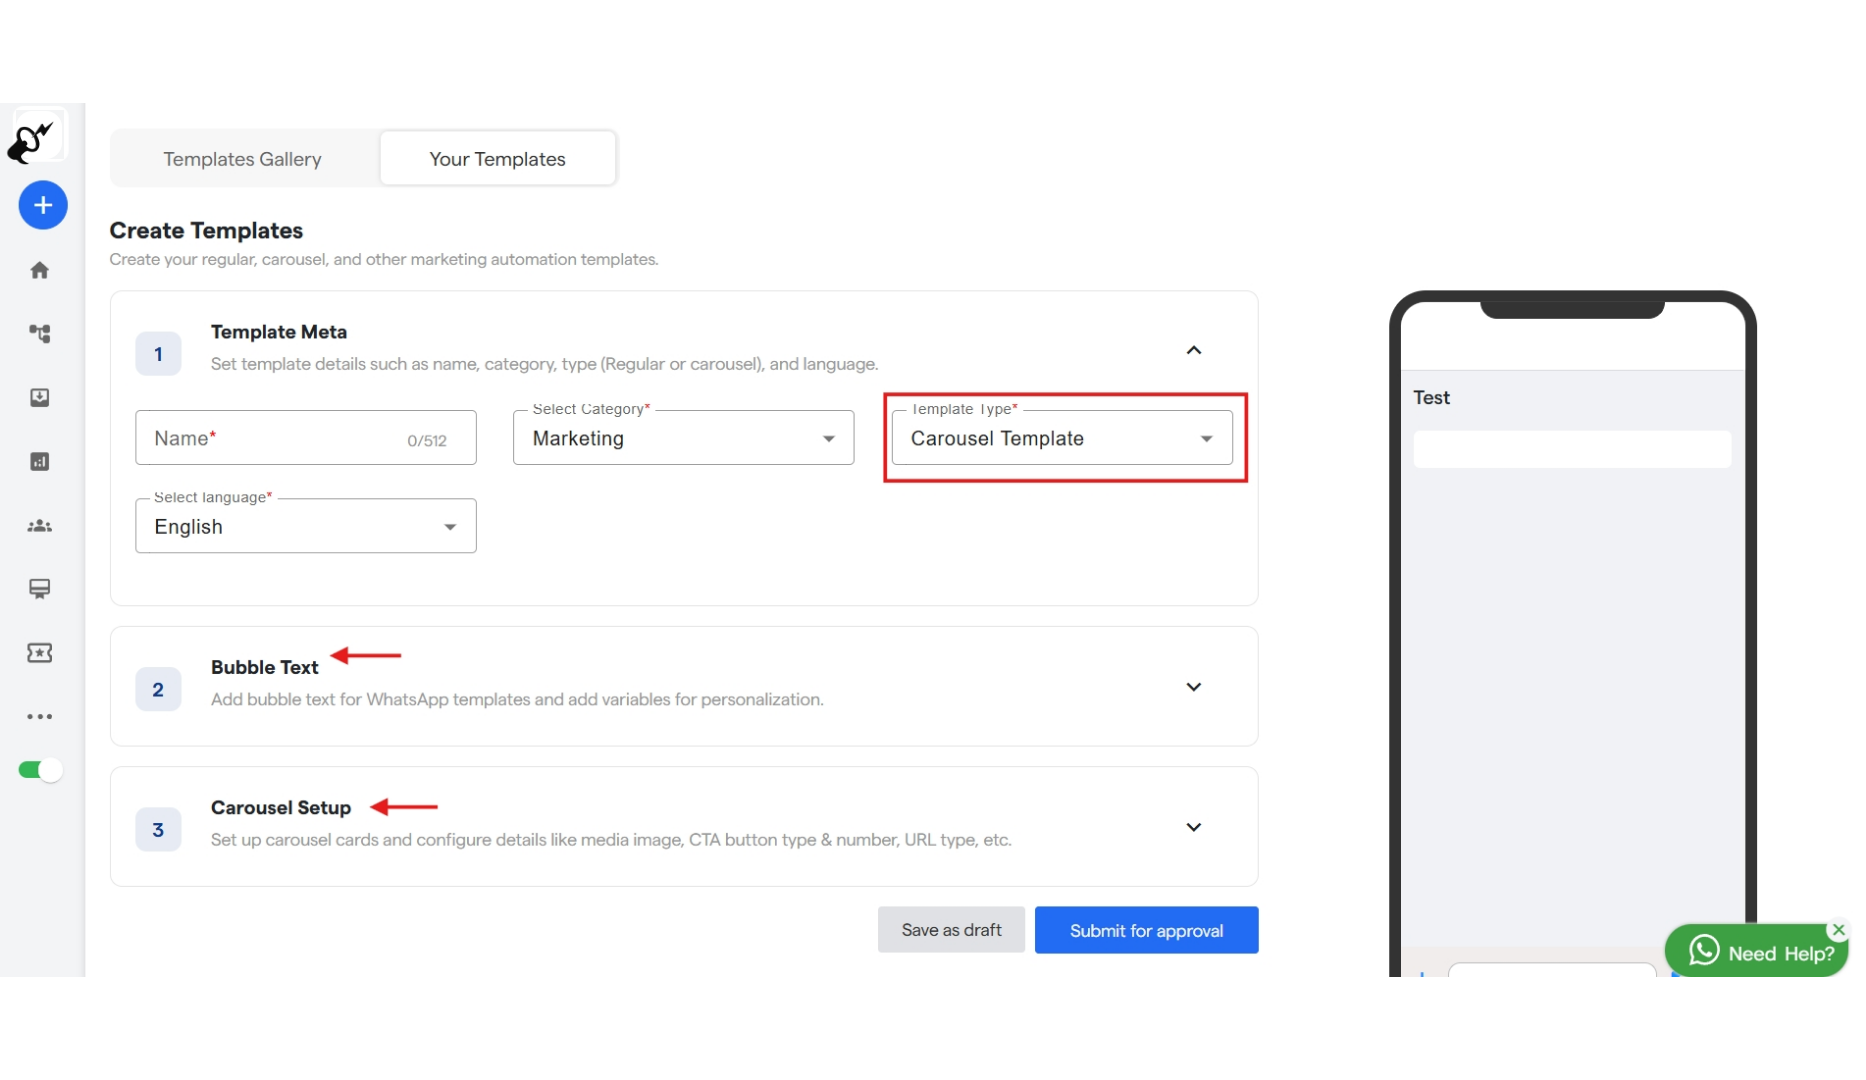 Templates Gallery
Your Templates
Create Templates
Create your regular, carousel, and other marketing automation templates.
1
Template Meta
Set template details such as name, category, type (Regular or carousel), and language.
Name*
0/512
Select Category*
Marketing
Template Type*
Carousel Template
Select language*
English
2
Bubble Text
Add bubble text for WhatsApp templates and add variables for personalization.
3
Carousel Setup
Set up carousel cards and configure details like media image, CTA button type & number, URL type, etc.
Save as draft
Submit for approval
Test
Need Help?